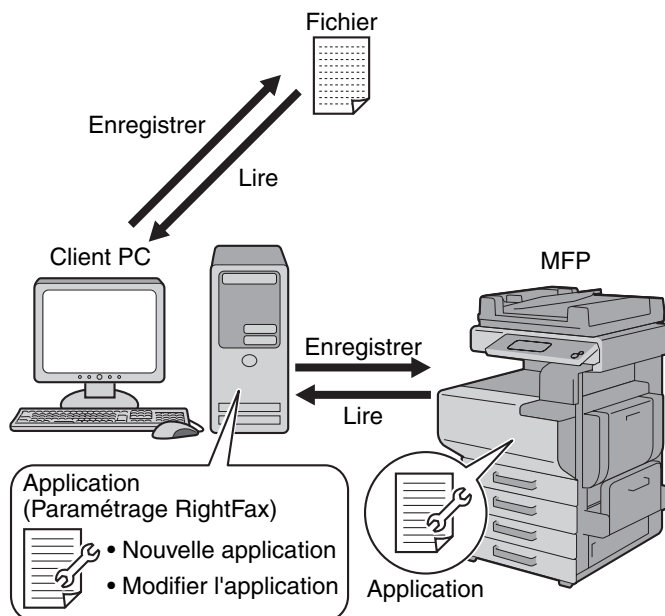 Fichier
Enregistrer
Lire
Client PC
MFP
Enregistrer
Lire
Application
(Paramétrage RightFax)
• Nouvelle application
• Modifier l'application
Application